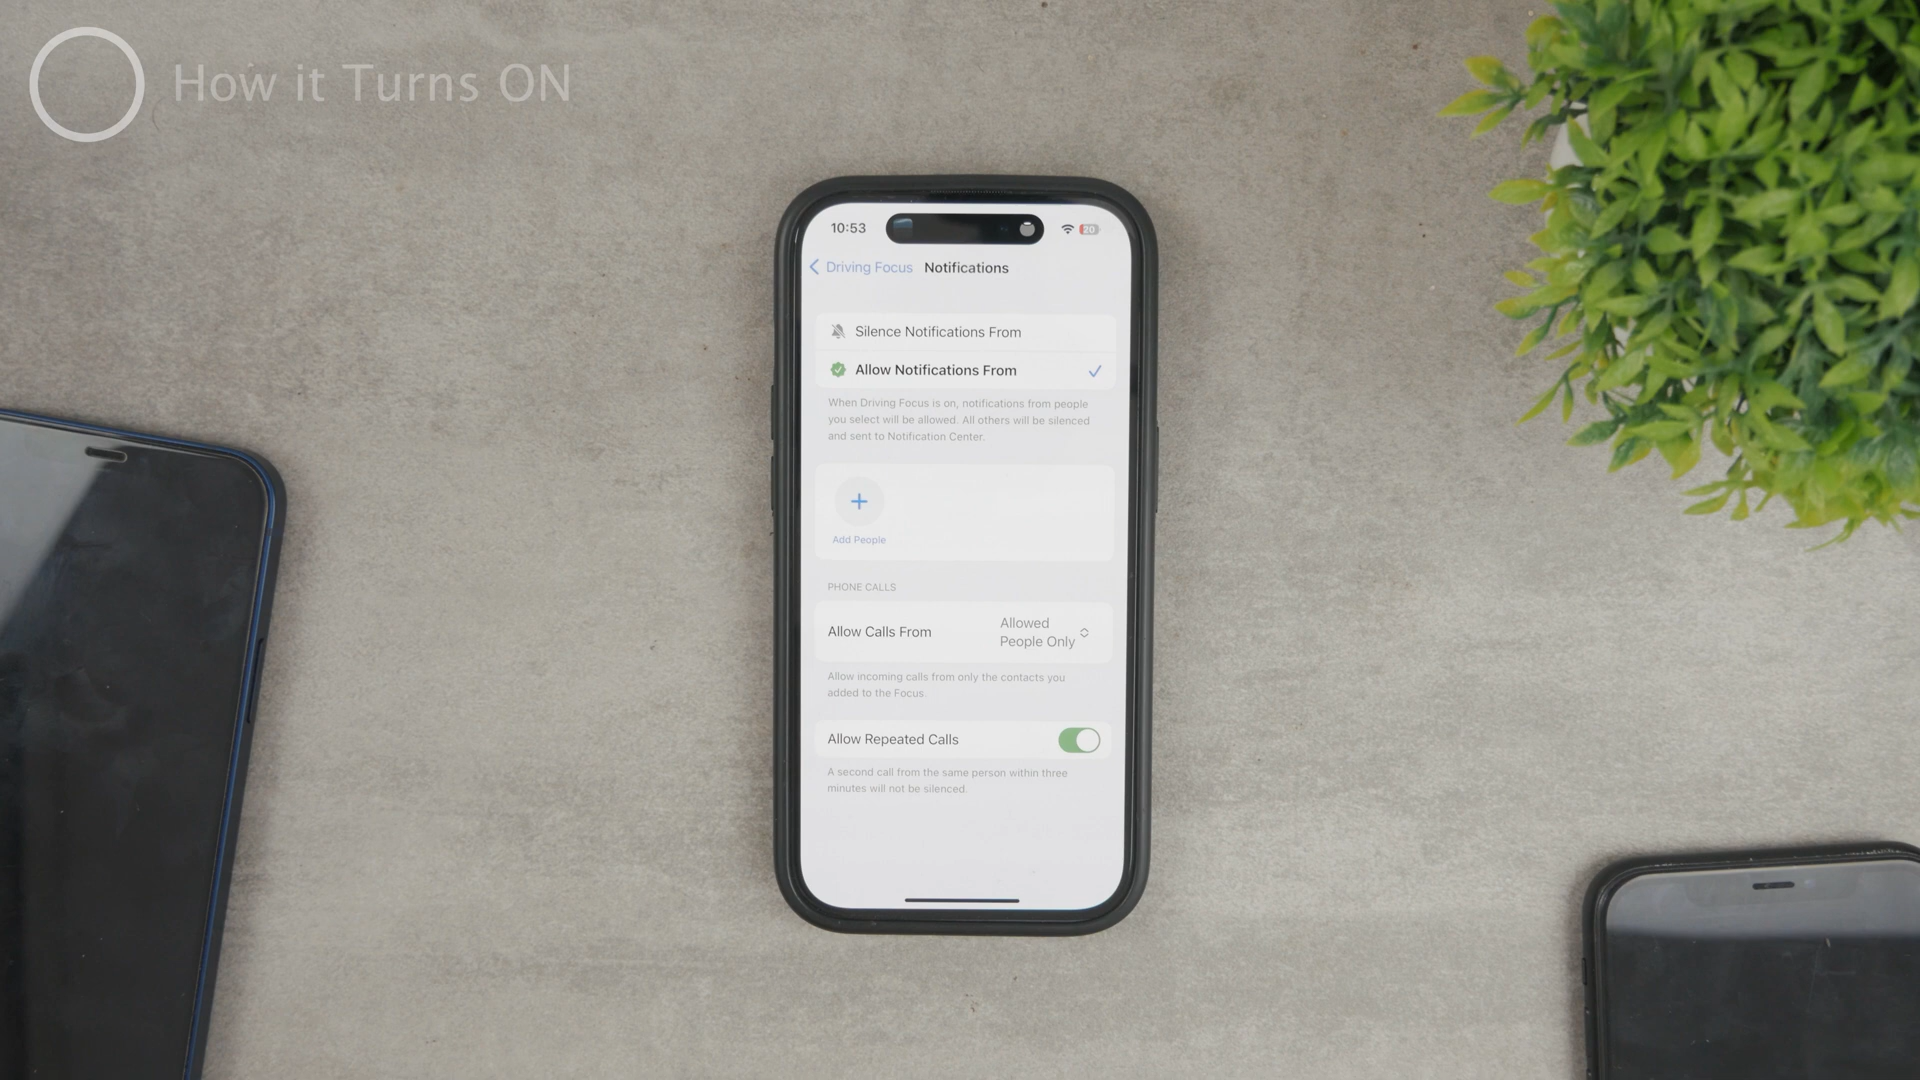 How it Turns ON
10:53
20
Driving Focus Notifications
Silence Notifications From
Allow Notifications From
When Driving Focus is on, notifications from people
you select will be allowed. All others will be silenced
and sent to Notification Center.
Add People
PHONE CALLS
Allow Calls From
Allowed
People Only
Allow incoming calls from only the contacts you
added to the Focus.
Allow Repeated Calls
A second call from the same person within three
minutes will not be silenced.